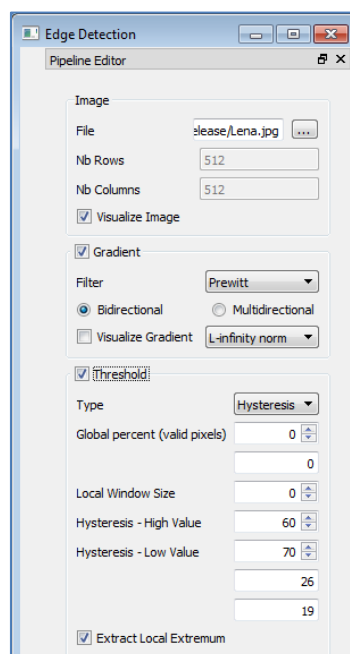 Edge Detection
Pipeline Editor
Image
File elease/Lena.jpg ...
Nb Rows 512
Nb Columns 512
Visualize Image
Gradient
Filter Prewitt
Bidirectional Multidirectional
Visualize Gradient L-infinity norm
Threshold
Type Hysteresis
Global percent (valid pixels) 0
0
Local Window Size 0
Hysteresis - High Value 60
Hysteresis - Low Value 70
26
19
Extract Local Extremum